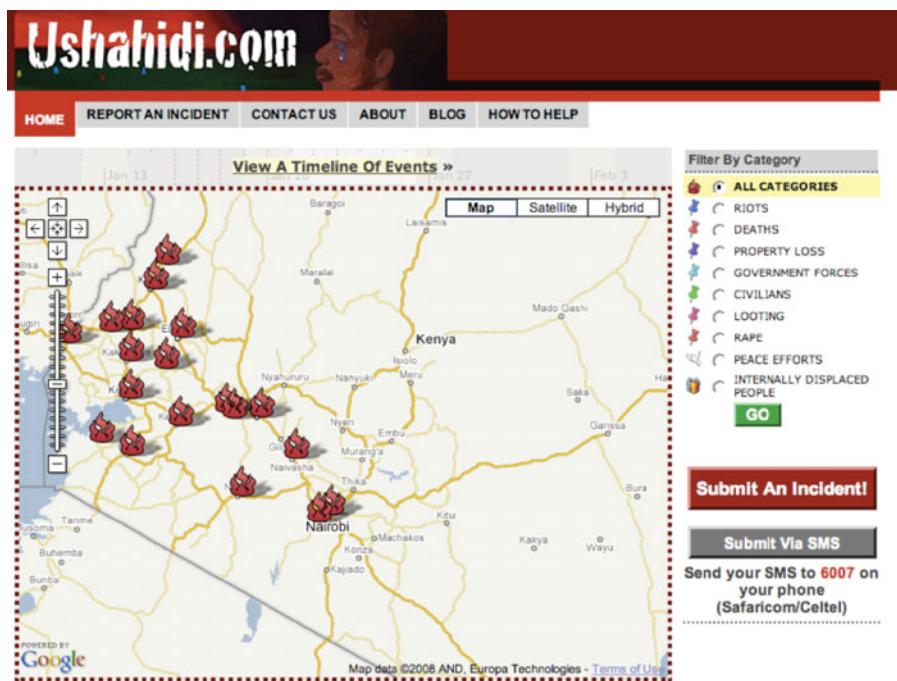 Ushahidi.com
HOME
REPORT AN INCIDENT
CONTACT US
ABOUT
BLOG
HOW TO HELP
View A Timeline Of Events »
Jan 13
Jan 27
Feb 3
Map
Satellite
Hybrid
Baragoi
Laisamis
Maralal
Mado Gashi
Kenya
Isiolo
Nyahururu
Nanyuki
Meru
Saka
Nyeri
Embu
Garissa
Murang'a
Naivasha
Thika
Bura
Nairobi
Kitui
Machakos
Kakya
Wayu
Konza
Kajiado
Tarime
Buhemba
Bunba
POWERED BY
Google
Map data ©2008 AND, Europa Technologies - Terms of Use
Filter By Category
ALL CATEGORIES
RIOTS
DEATHS
PROPERTY LOSS
GOVERNMENT FORCES
CIVILIANS
LOOTING
RAPE
PEACE EFFORTS
INTERNALLY DISPLACED
PEOPLE
GO
Submit An Incident!
Submit Via SMS
Send your SMS to 6007 on
your phone
(Safaricom/Celtel)